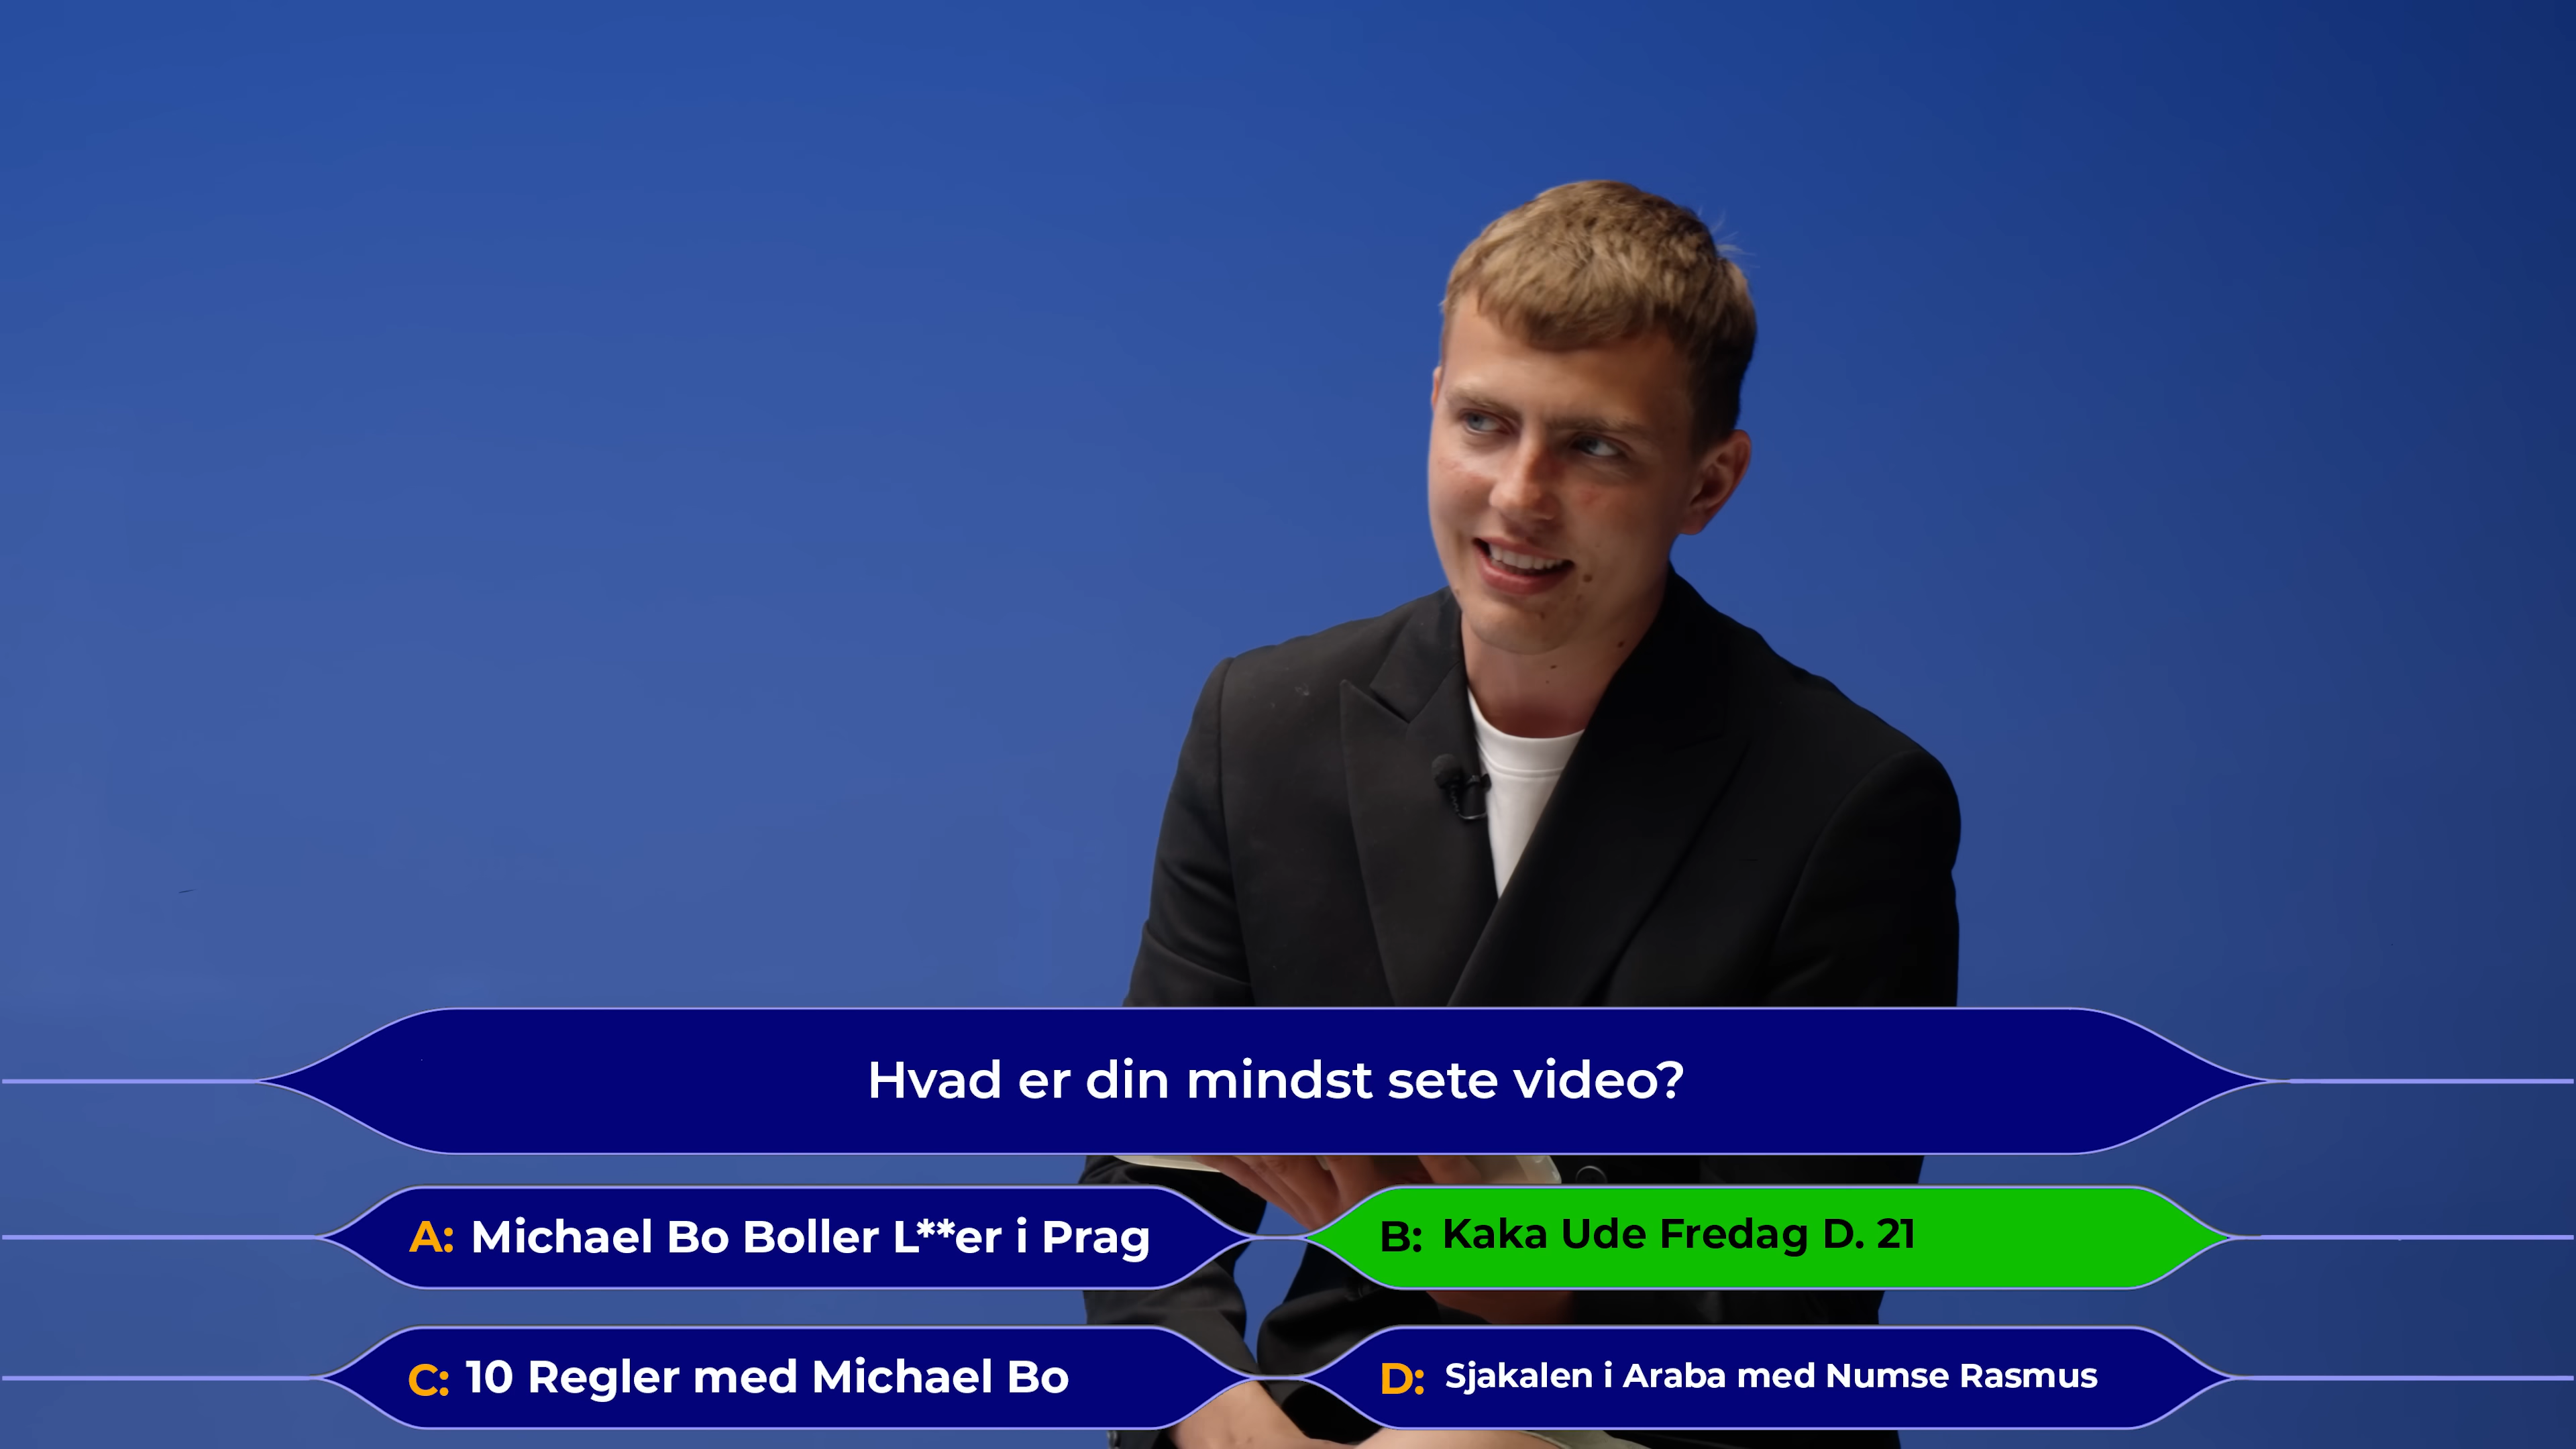 Hvad er din mindst sete video?
A: Michael Bo Boller L**er i Prag
B: Kaka Ude Fredag D. 21
C: 10 Regler med Michael Bo
D: Sjakalen i Araba med Numse Rasmus